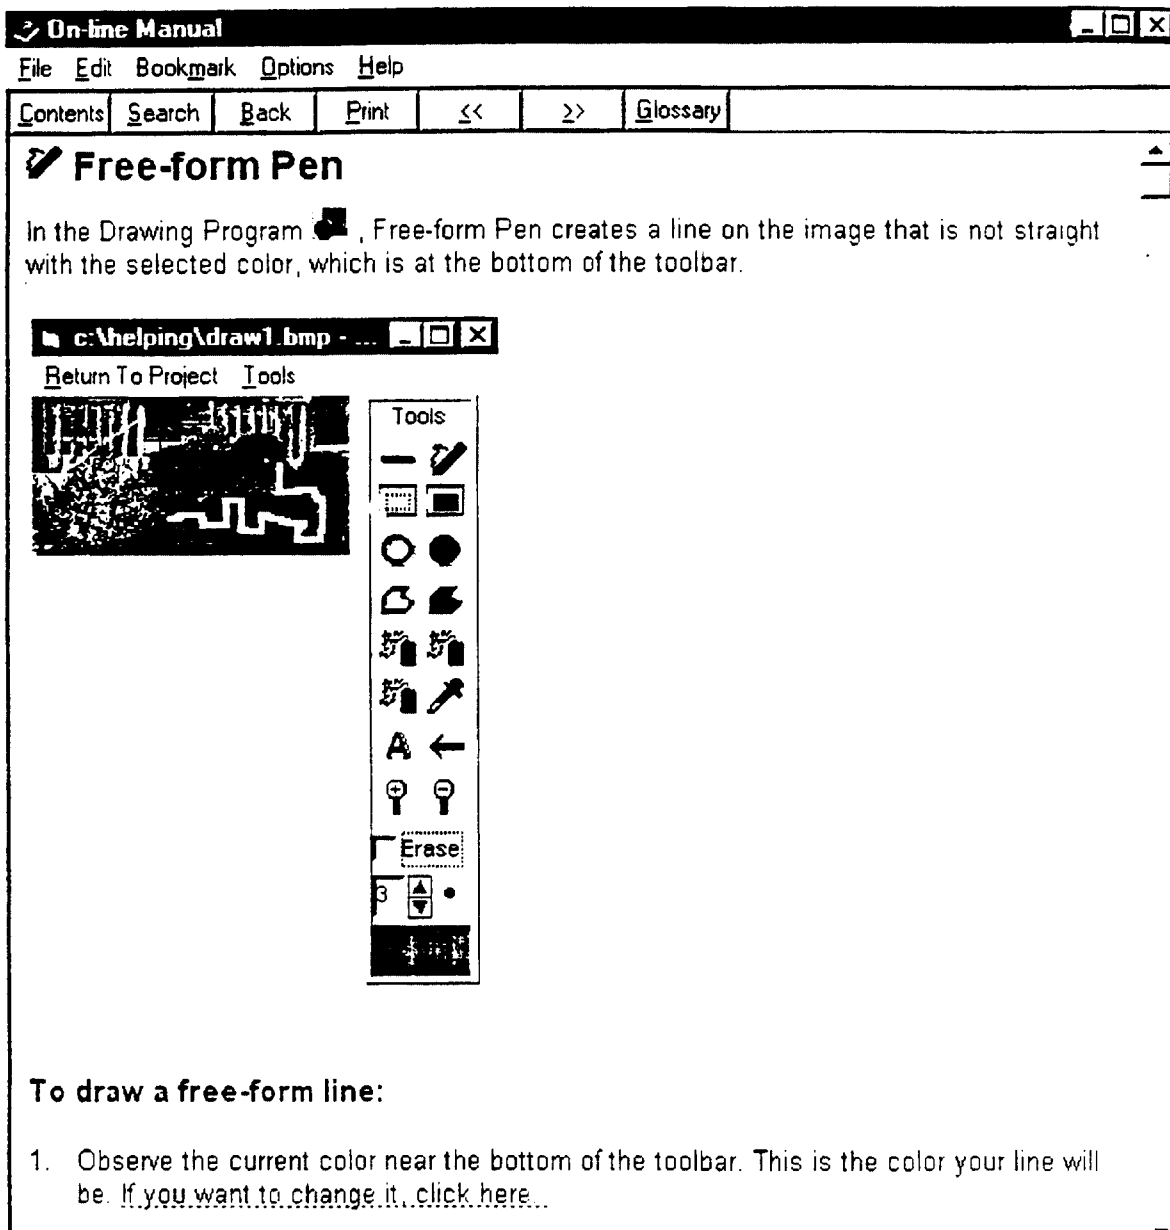 On-line Manual
File Edit Bookmark Options Help
Contents Search Back Print << >> Glossary
Free-form Pen
In the Drawing Program , Free-form Pen creates a line on the image that is not straight
with the selected color, which is at the bottom of the toolbar.
c:\helping\draw1.bmp - ...
Return To Project Tools
Tools
A
Erase
3
To draw a free-form line:
1. Observe the current color near the bottom of the toolbar. This is the color your line will
be. If you want to change it, click here.